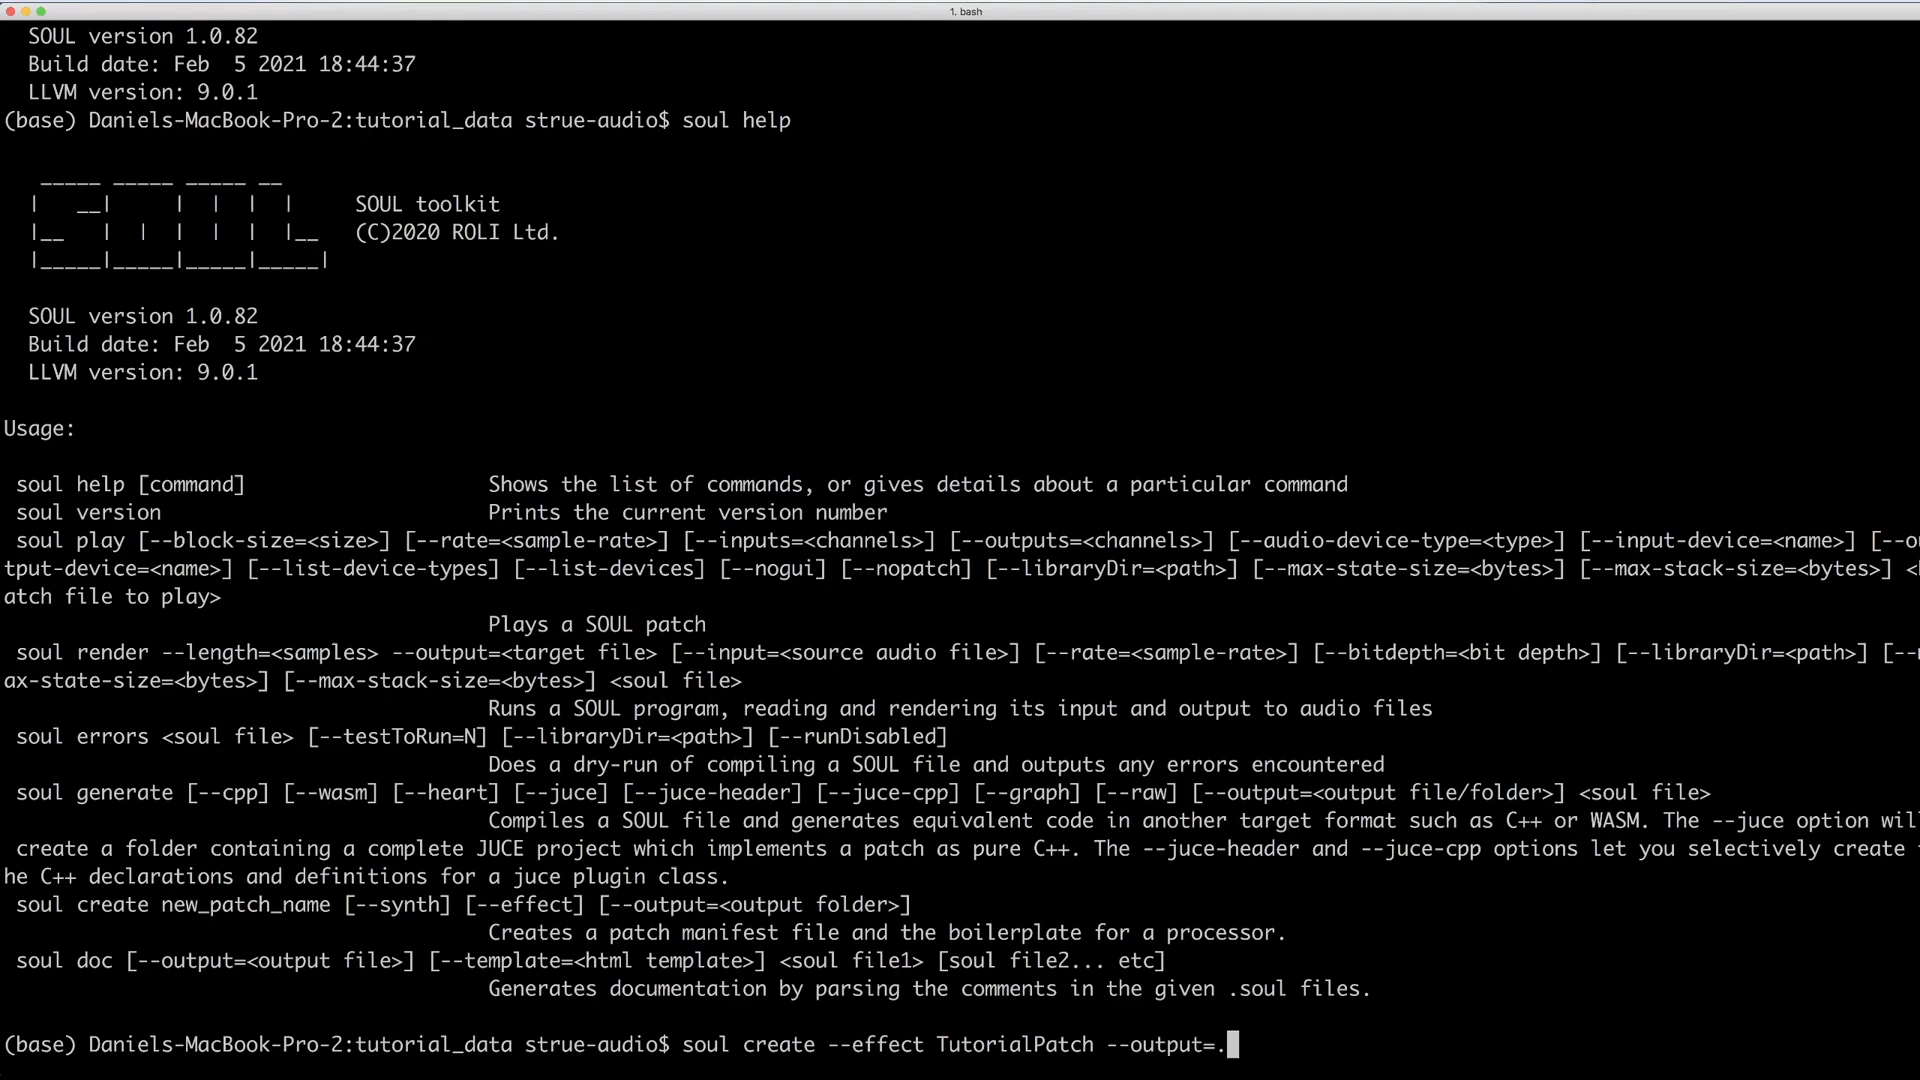 1. bash
SOUL version 1.0.82
Build date: Feb  5 2021 18:44:37
LLVM version: 9.0.1
(base) Daniels-MacBook-Pro-2:tutorial_data strue-audio$ soul help
SOUL toolkit
(C)2020 ROLI Ltd.
SOUL version 1.0.82
Build date: Feb  5 2021 18:44:37
LLVM version: 9.0.1
Usage:
soul help [command] Shows the list of commands, or gives details about a particular command
soul version Prints the current version number
soul play [--block-size=<size>] [--rate=<sample-rate>] [--inputs=<channels>] [--outputs=<channels>] [--audio-device-type=<type>] [--input-device=<name>] [--ou
tput-device=<name>] [--list-device-types] [--list-devices] [--nogui] [--nopatch] [--libraryDir=<path>] [--max-state-size=<bytes>] [--max-stack-size=<bytes>] <
atch file to play>
Plays a SOUL patch
soul render --length=<samples> --output=<target file> [--input=<source audio file>] [--rate=<sample-rate>] [--bitdepth=<bit depth>] [--libraryDir=<path>] [--
ax-state-size=<bytes>] [--max-stack-size=<bytes>] <soul file>
Runs a SOUL program, reading and rendering its input and output to audio files
soul errors <soul file> [--testToRun=N] [--libraryDir=<path>] [--runDisabled]
Does a dry-run of compiling a SOUL file and outputs any errors encountered
soul generate [--cpp] [--wasm] [--heart] [--juce] [--juce-header] [--juce-cpp] [--graph] [--raw] [--output=<output file/folder>] <soul file>
Compiles a SOUL file and generates equivalent code in another target format such as C++ or WASM. The --juce option wil
create a folder containing a complete JUCE project which implements a patch as pure C++. The --juce-header and --juce-cpp options let you selectively create
he C++ declarations and definitions for a juce plugin class.
soul create new_patch_name [--synth] [--effect] [--output=<output folder>]
Creates a patch manifest file and the boilerplate for a processor.
soul doc [--output=<output file>] [--template=<html template>] <soul file1> [soul file2... etc]
Generates documentation by parsing the comments in the given .soul files.
(base) Daniels-MacBook-Pro-2:tutorial_data strue-audio$ soul create --effect TutorialPatch --output=.